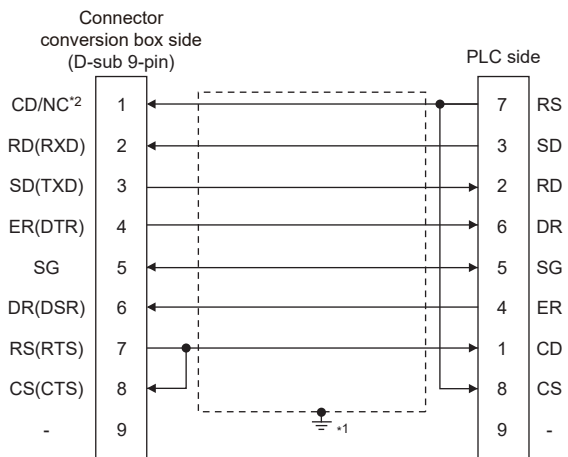 Connector
conversion box side
(D-sub 9-pin)
PLC side
CD/NC*2 1 7 RS
RD(RXD) 2 3 SD
SD(TXD) 3 2 RD
ER(DTR) 4 6 DR
SG 5 5 SG
DR(DSR) 6 4 ER
RS(RTS) 7 1 CD
CS(CTS) 8 8 CS
- 9 9 -
*1